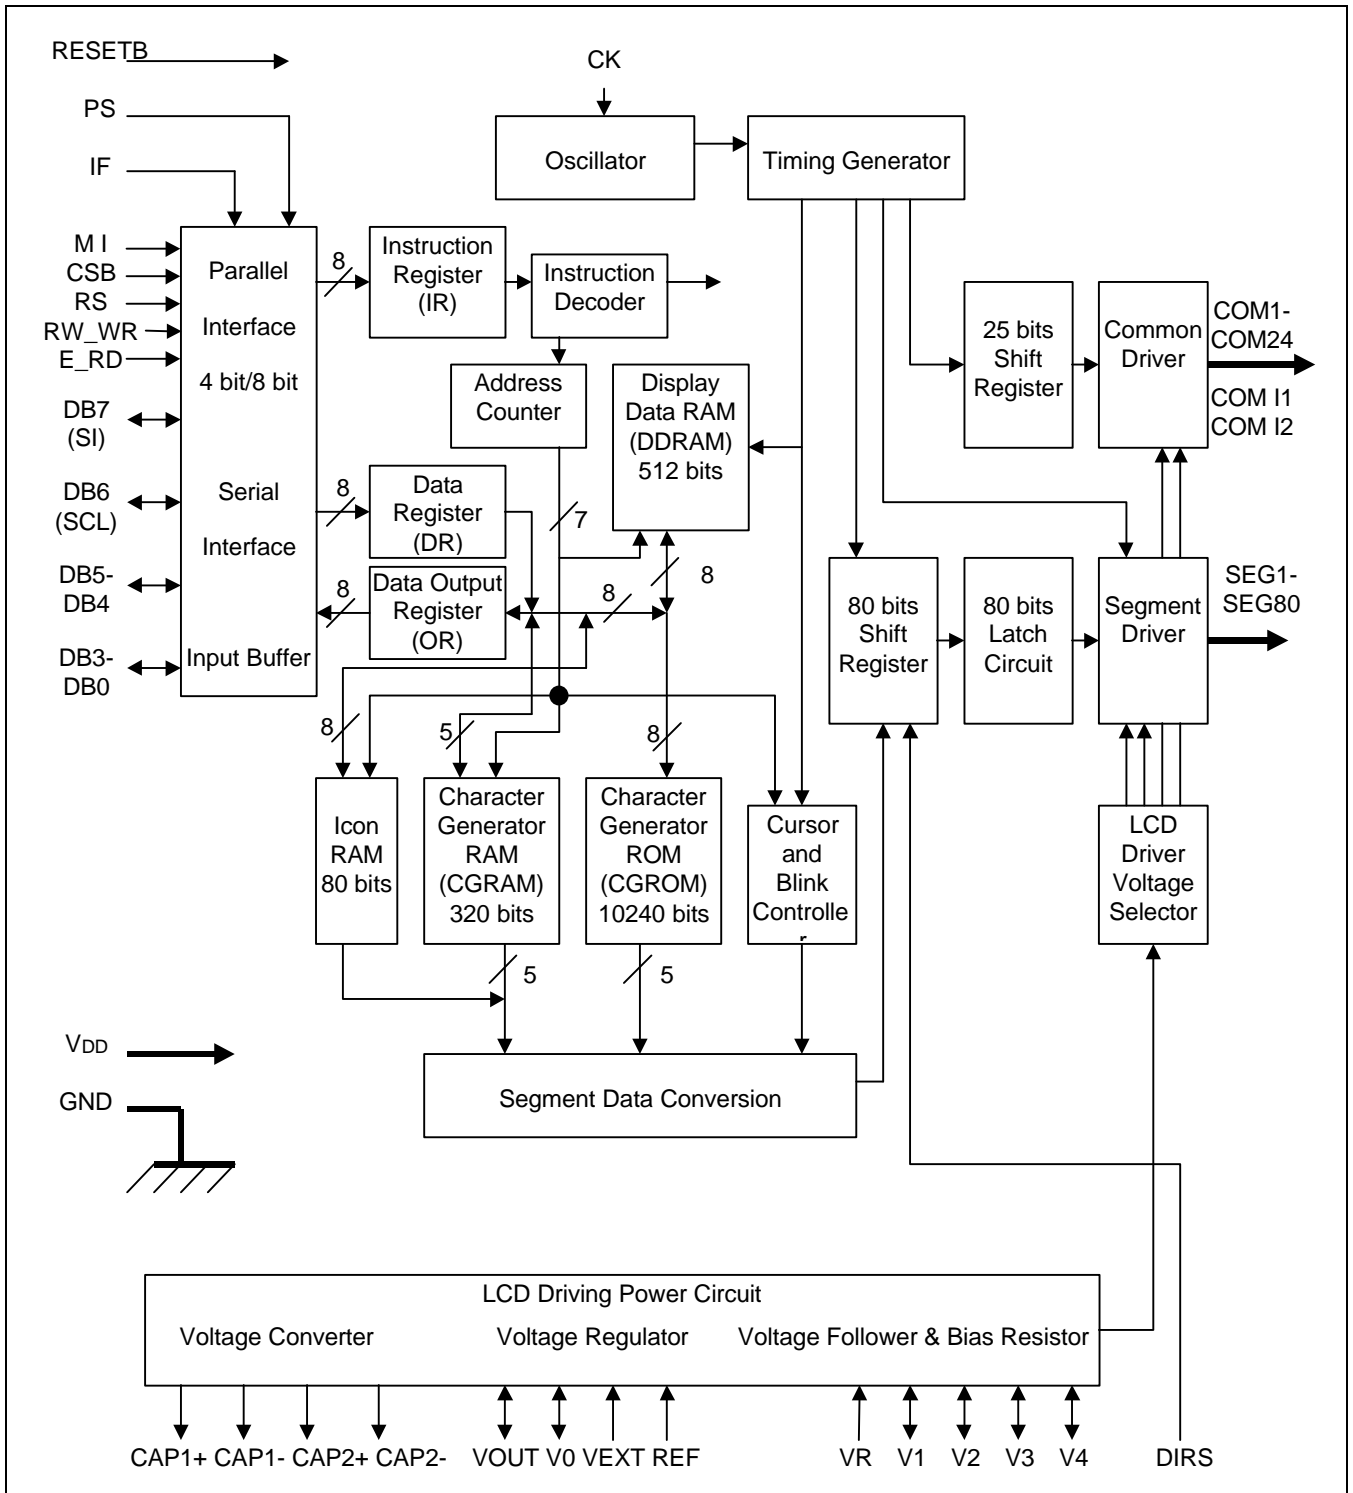 RESETB
PS
IF
M I
CSB
RS
RW_WR
E_RD
DB7
(SI)
DB6
(SCL)
DB5-
DB4
DB3-
DB0
Parallel
Interface
4 bit/8 bit
Serial
Interface
Input Buffer
CK
Oscillator
Timing Generator
8
Instruction
Register
(IR)
Instruction
Decoder
Address
Counter
Display
Data RAM
(DDRAM)
512 bits
25 bits
Shift
Register
Common
Driver
COM1-
COM24
COM I1
COM I2
8
Data
Register
(DR)
7
8
8
Data Output
Register
(OR)
8
80 bits
Shift
Register
80 bits
Latch
Circuit
Segment
Driver
SEG1-
SEG80
8
5
8
Icon
RAM
80 bits
Character
Generator
RAM
(CGRAM)
320 bits
Character
Generator
ROM
(CGROM)
10240 bits
Cursor
and
Blink
Controlle
r
LCD
Driver
Voltage
Selector
5
5
VDD
GND
Segment Data Conversion
LCD Driving Power Circuit
Voltage Converter
Voltage Regulator
Voltage Follower & Bias Resistor
CAP1+ CAP1- CAP2+ CAP2-
VOUT V0 VEXT REF
VR V1 V2 V3 V4
DIRS